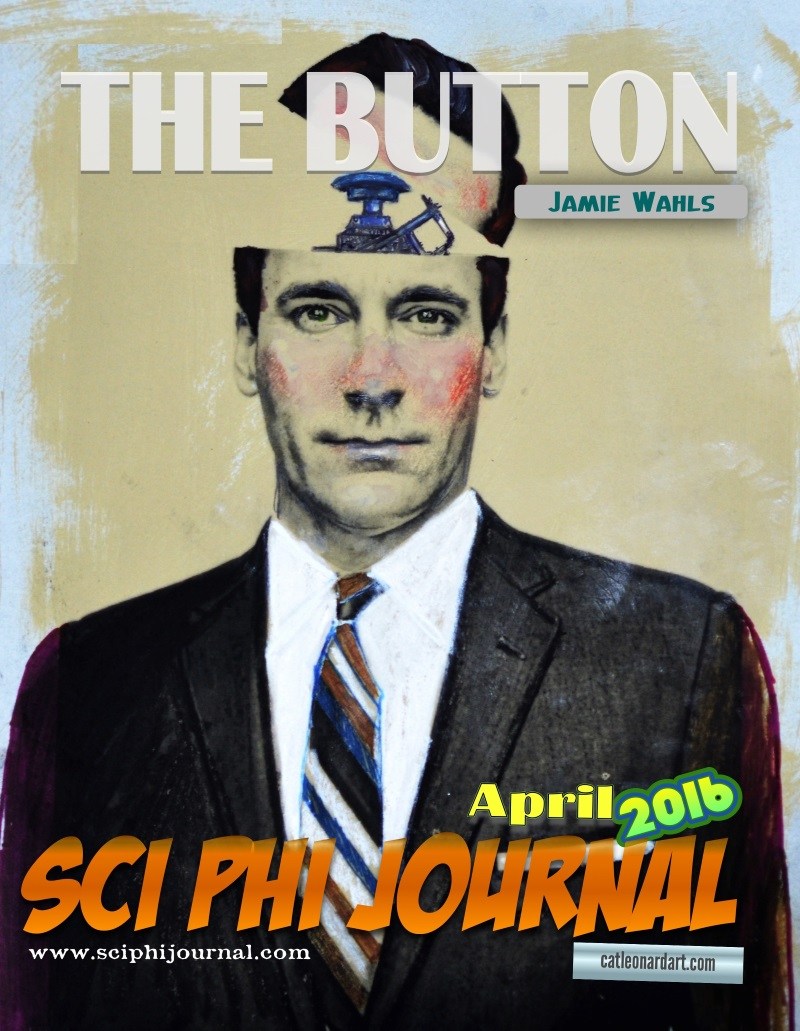 THE BUTTON
JAMIE WAHLS
April 2016
SCI PHI JOURNAL
www.sciphijournal.com
catleonardart.com